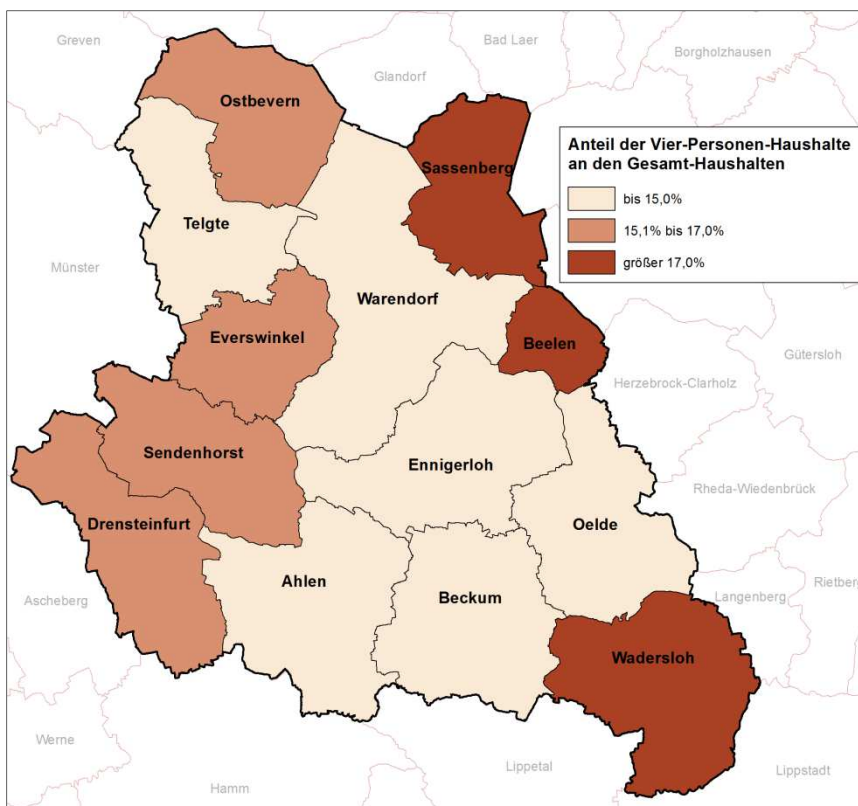 Greven
Bad Laer
Borgholzhausen
Glandorf
Ostbevern
Anteil der Vier-Personen-Haushalte
an den Gesamt-Haushalten
bis 15,0%
15,1% bis 17,0%
größer 17,0%
Sassenberg
Telgte
Münster
Warendorf
Everswinkel
Beelen
Gütersloh
Herzebrock-Clarholz
Sendenhorst
Ennigerloh
Rheda-Wiedenbrück
Drensteinfurt
Oelde
Ahlen
Beckum
Ascheberg
Langenberg
Rietberg
Wadersloh
Werne
Lippetal
Lippstadt
Hamm